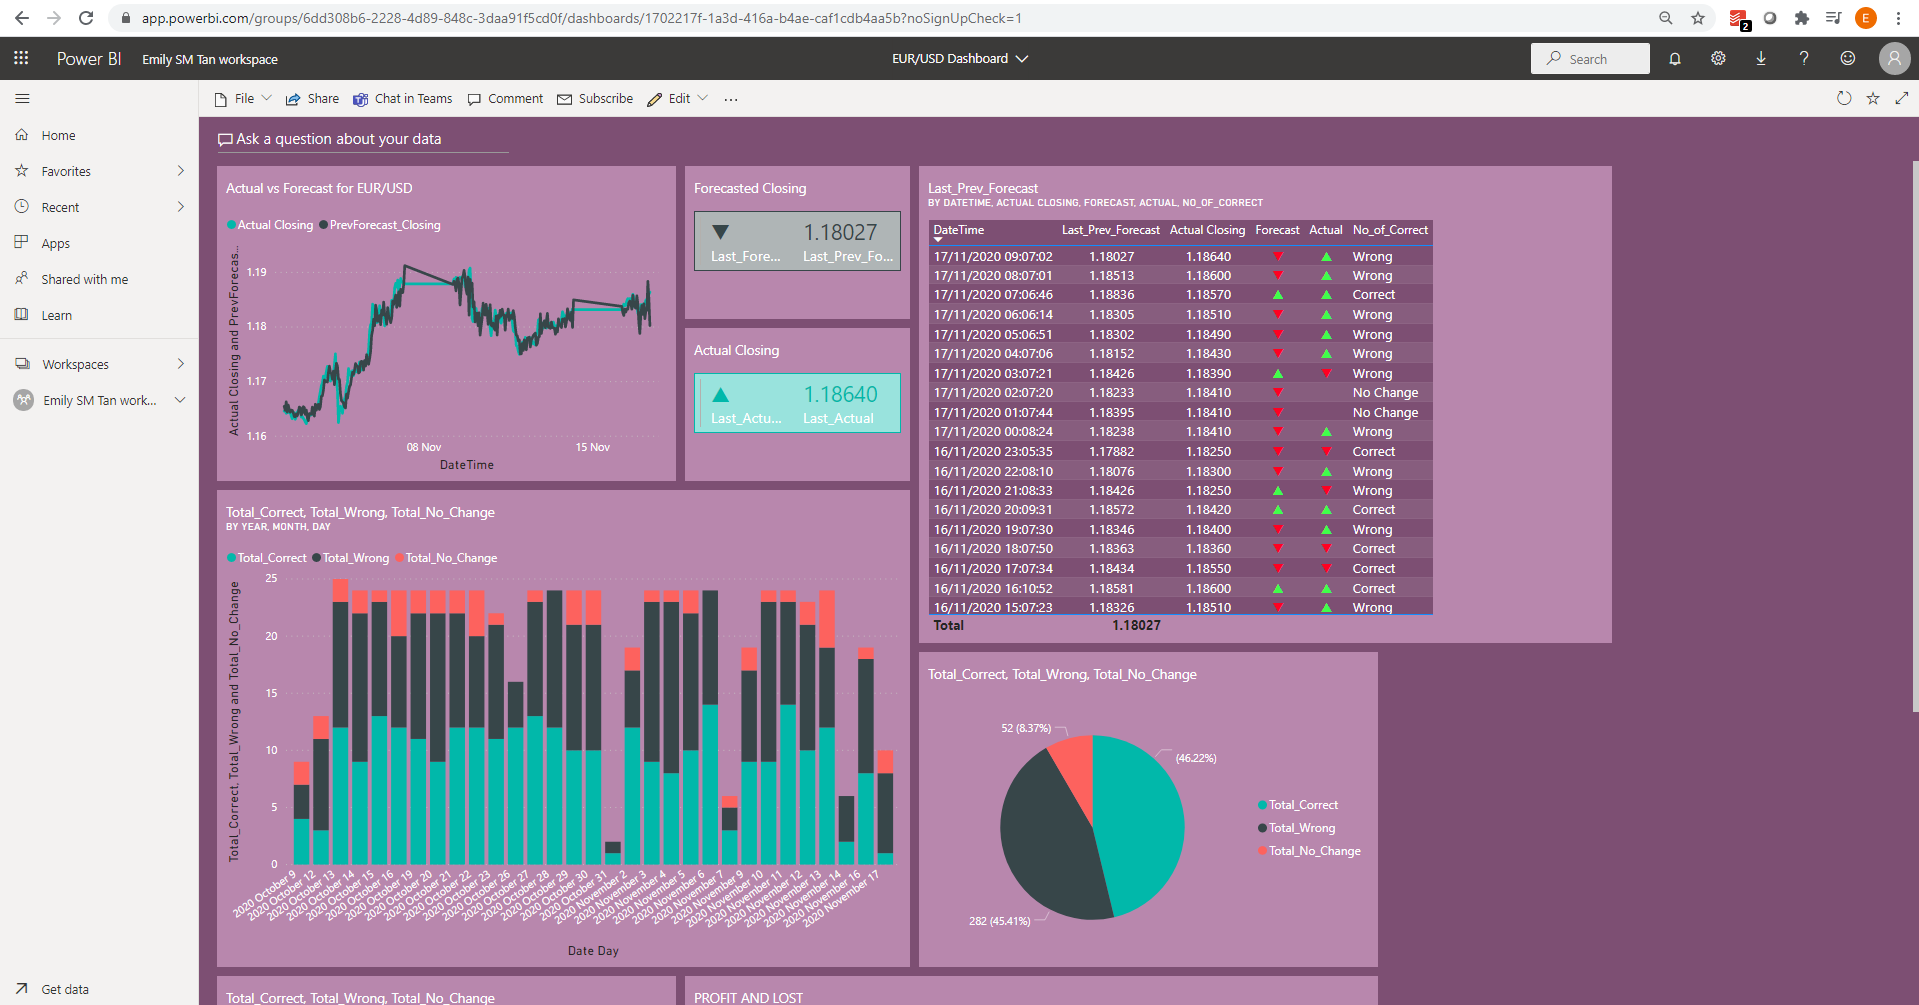 app.powerbi.com/groups/6dd308b6-2228-4d89-848c-3daa91f5cd0f/dashboards/1702217f-1a3d-416a-b4ae-caf1cdb4aa5b?noSignUpCheck=1
2
E
Power BI
Emily SM Tan workspace
EUR/USD Dashboard
Search
File
Share
Chat in Teams
Comment
Subscribe
Edit
Home
Favorites
Recent
Apps
Shared with me
Learn
Workspaces
Emily SM Tan work...
Get data
Ask a question about your data
Actual vs Forecast for EUR/USD
Actual Closing PrevForecast_Closing
Actual Closing and PrevForecas...
1.19
1.18
1.17
1.16
08 Nov 15 Nov
DateTime
Forecasted Closing
1.18027
Last_Fore... Last_Prev_Fo...
Actual Closing
1.18640
Last_Actu... Last_Actual
Last_Prev_Forecast
BY DATETIME, ACTUAL CLOSING, FORECAST, ACTUAL, NO_OF_CORRECT
DateTime Last_Prev_Forecast Actual Closing Forecast Actual No_of_Correct
17/11/2020 09:07:02 1.18027 1.18640 ▼ ▲ Wrong
17/11/2020 08:07:01 1.18513 1.18600 ▼ ▲ Wrong
17/11/2020 07:06:46 1.18836 1.18570 ▲ ▲ Correct
17/11/2020 06:06:14 1.18305 1.18510 ▼ ▲ Wrong
17/11/2020 05:06:51 1.18302 1.18490 ▼ ▲ Wrong
17/11/2020 04:07:06 1.18152 1.18430 ▼ ▲ Wrong
17/11/2020 03:07:21 1.18426 1.18390 ▲ ▼ Wrong
17/11/2020 02:07:20 1.18233 1.18410 ▼ No Change
17/11/2020 01:07:44 1.18395 1.18410 ▼ No Change
17/11/2020 00:08:24 1.18238 1.18410 ▼ ▲ Wrong
16/11/2020 23:05:35 1.17882 1.18250 ▼ ▼ Correct
16/11/2020 22:08:10 1.18076 1.18300 ▼ ▲ Wrong
16/11/2020 21:08:33 1.18426 1.18250 ▲ ▼ Wrong
16/11/2020 20:09:31 1.18572 1.18420 ▲ ▲ Correct
16/11/2020 19:07:30 1.18346 1.18400 ▼ ▲ Wrong
16/11/2020 18:07:50 1.18363 1.18360 ▼ ▼ Correct
16/11/2020 17:07:34 1.18434 1.18550 ▼ ▼ Correct
16/11/2020 16:10:52 1.18581 1.18600 ▲ ▲ Correct
16/11/2020 15:07:23 1.18326 1.18510 ▼ ▲ Wrong
Total 1.18027
Total_Correct, Total_Wrong, Total_No_Change
BY YEAR, MONTH, DAY
Total_Correct Total_Wrong Total_No_Change
Total_Correct, Total_Wrong and Total_No_Change
25
20
15
10
5
0
2020 October 9
2020 October 12
2020 October 13
2020 October 14
2020 October 15
2020 October 16
2020 October 19
2020 October 20
2020 October 21
2020 October 22
2020 October 23
2020 October 26
2020 October 27
2020 October 28
2020 October 29
2020 October 30
2020 October 31
2020 November 2
2020 November 3
2020 November 4
2020 November 5
2020 November 6
2020 November 7
2020 November 9
2020 November 10
2020 November 11
2020 November 12
2020 November 13
2020 November 14
2020 November 16
2020 November 17
Date Day
Total_Correct, Total_Wrong, Total_No_Change
52 (8.37%)
(46.22%)
282 (45.41%)
Total_Correct
Total_Wrong
Total_No_Change
Total_Correct, Total_Wrong, Total_No_Change
PROFIT AND LOST